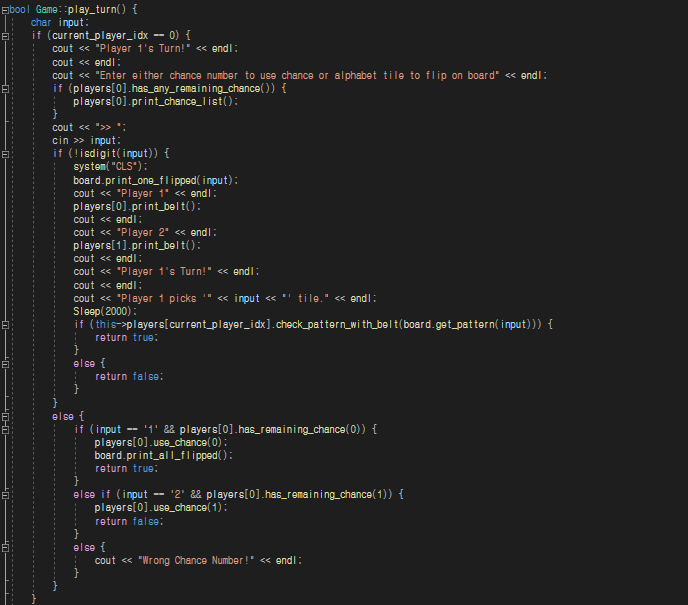 bool Game::play_turn() {
char input;
if (current_player_idx == 0) {
cout << "Player 1's Turn!" << endl;
cout << endl;
cout << "Enter either chance number to use chance or alphabet tile to flip on board" << endl;
if (players[0].has_any_remaining_chance()) {
players[0].print_chance_list();
}
cout << ">> ";
cin >> input;
if (!isdigit(input)) {
system("CLS");
board.print_one_flipped(input);
cout << "Player 1" << endl;
players[0].print_belt();
cout << endl;
cout << "Player 2" << endl;
players[1].print_belt();
cout << endl;
cout << "Player 1's Turn!" << endl;
cout << endl;
cout << "Player 1 picks '" << input << "' tile." << endl;
Sleep(2000);
if (this->players[current_player_idx].check_pattern_with_belt(board.get_pattern(input))) {
return true;
}
else {
return false;
}
}
else {
if (input == '1' && players[0].has_remaining_chance(0)) {
players[0].use_chance(0);
board.print_all_flipped();
return true;
}
else if (input == '2' && players[0].has_remaining_chance(1)) {
players[0].use_chance(1);
return false;
}
else {
cout << "Wrong Chance Number!" << endl;
}
}
}